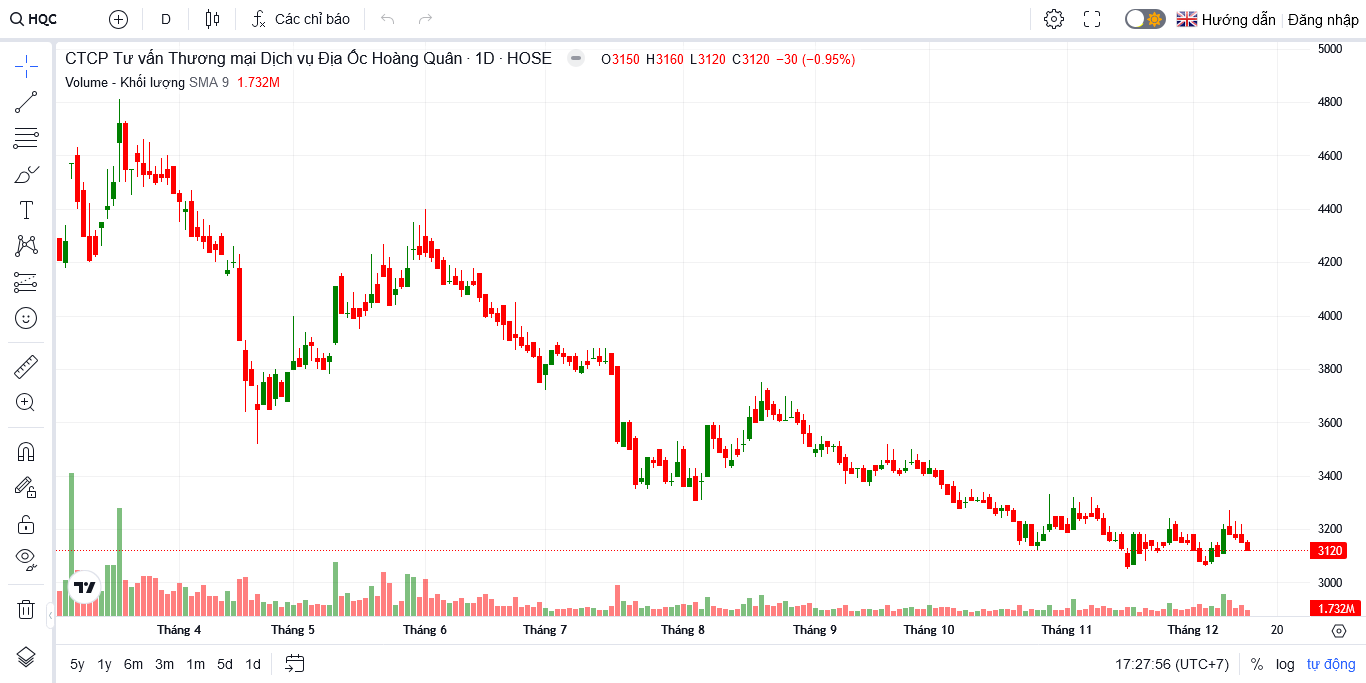 HQC D Các chỉ báo Hướng dẫn Đăng nhập
CTCP Tư vấn Thương mại Dịch vụ Địa Ốc Hoàng Quân · 1D · HOSE O3150 H3160 L3120 C3120 −30 (−0.95%)
Volume - Khối lượng SMA 9 1.732M
5000
4800
4600
4400
4200
4000
3800
3600
3400
3200
3120
3000
1.732M
Tháng 4 Tháng 5 Tháng 6 Tháng 7 Tháng 8 Tháng 9 Tháng 10 Tháng 11 Tháng 12 20
5y 1y 6m 3m 1m 5d 1d 17:27:56 (UTC+7) % log tự động